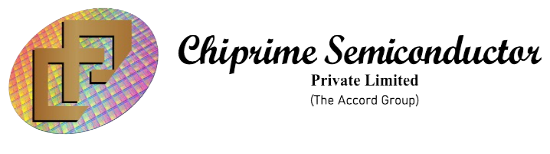 Chiprime Semiconductor
Private Limited
(The Accord Group)